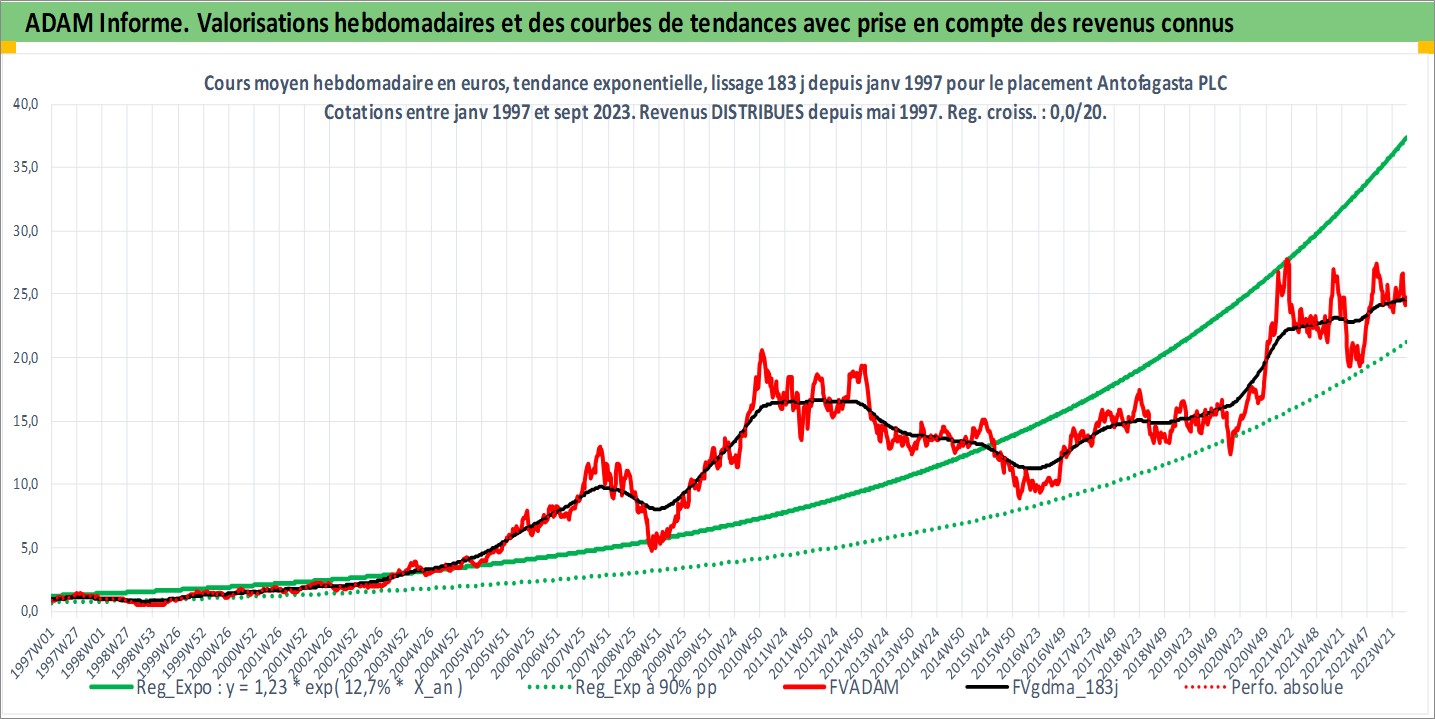 ADAM Informe. Valorisations hebdomadaires et des courbes de tendances avec prise en compte des revenus connus
Cours moyen hebdomadaire en euros, tendance exponentielle, lissage 183 j depuis janv 1997 pour le placement Antofagasta PLC
Cotations entre janv 1997 et sept 2023. Revenus DISTRIBUES depuis mai 1997. Reg. croiss. : 0,0/20.
40,0
35,0
30,0
25,0
20,0
15,0
10,0
5,0
0,0
1997W01
1997W27
1998W01
1998W27
1998W53
1999W26
1999W52
2000W26
2000W52
2001W26
2001W52
2002W26
2002W52
2003W26
2003W52
2004W26
2004W52
2005W25
2005W51
2006W25
2006W51
2007W25
2007W51
2008W25
2008W51
2009W25
2009W51
2010W24
2010W50
2011W24
2011W50
2012W24
2012W50
2013W24
2013W50
2014W24
2014W50
2015W24
2015W50
2016W23
2016W49
2017W23
2017W49
2018W23
2018W49
2019W23
2019W49
2020W23
2020W49
2021W22
2021W48
2022W21
2022W47
2023W21
Reg_Expo : y = 1,23 * exp( 12,7% * X_an )
Reg_Exp à 90% pp
FVADAM
FVgdma_183j
Perfo. absolue